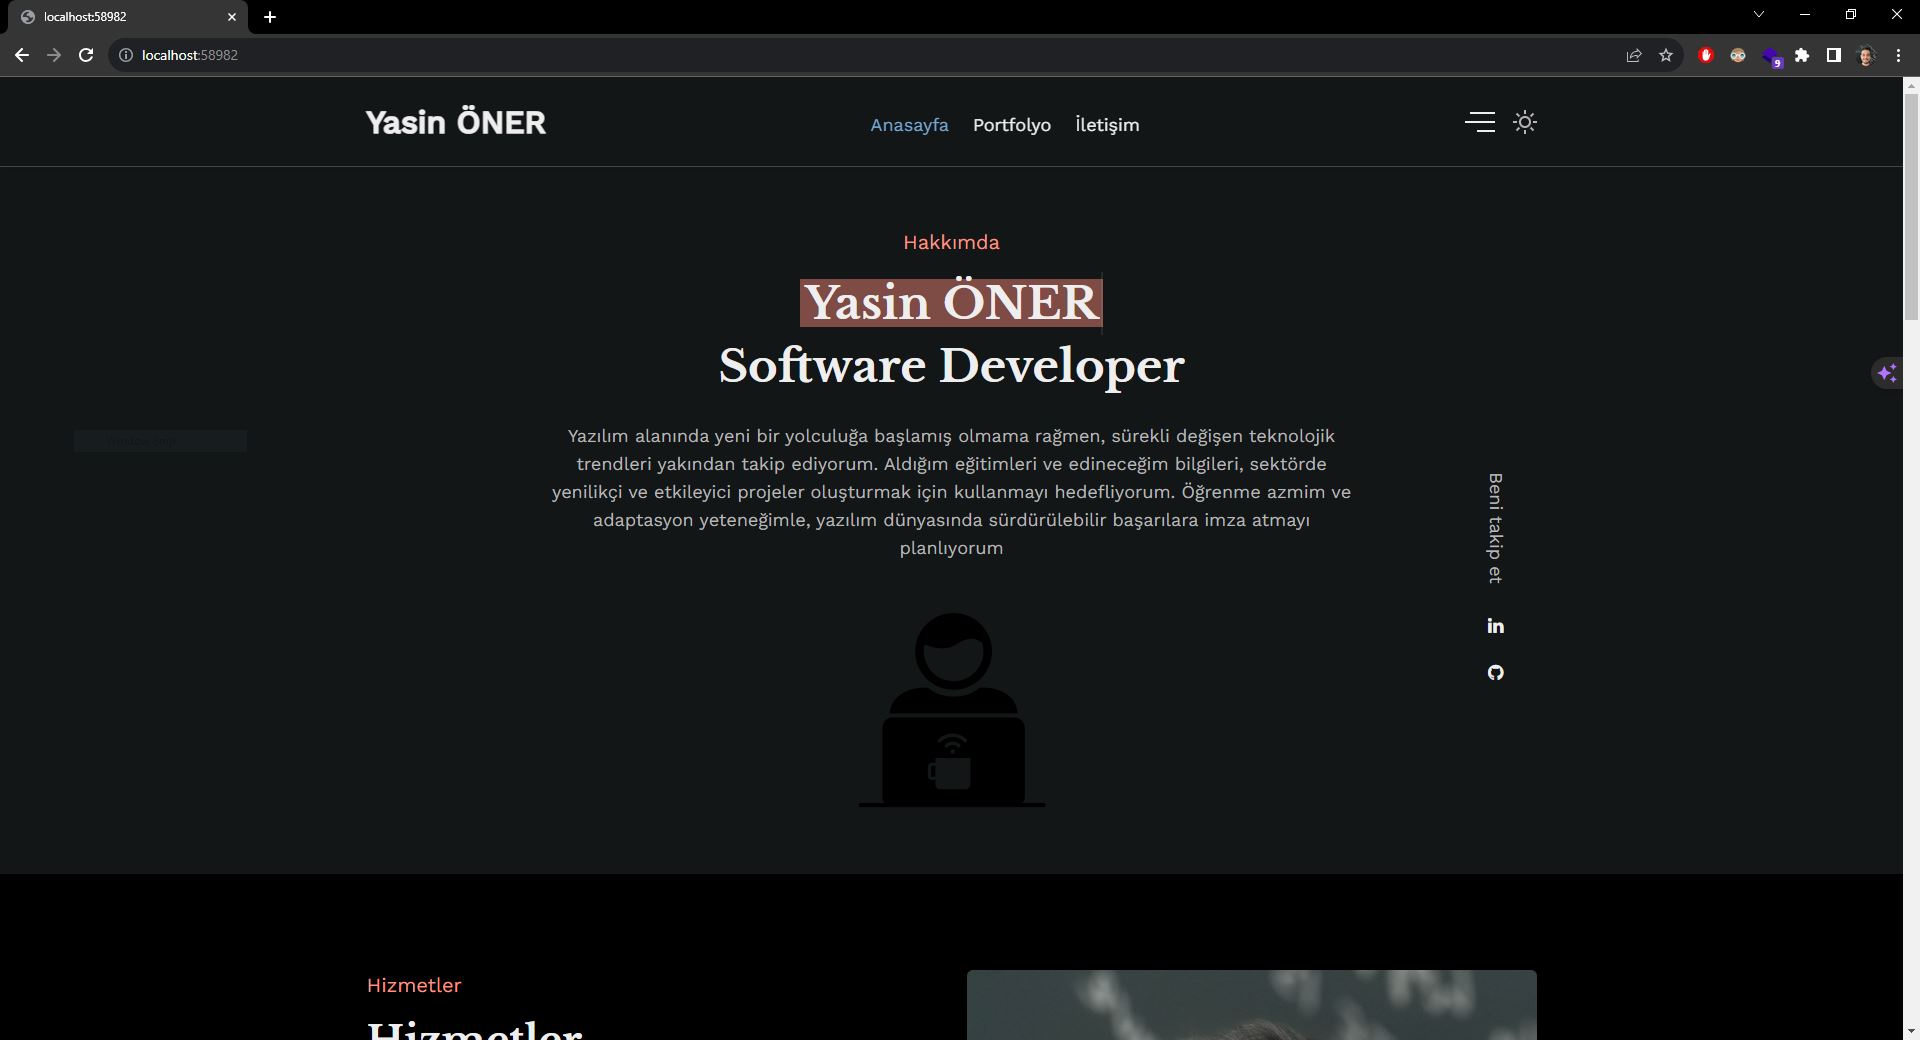 localhost:58982
localhost:58982
9
Yasin ÖNER
Anasayfa
Portfolyo
İletişim
Hakkımda
Yasin ÖNER
Software Developer
Yazılım alanında yeni bir yolculuğa başlamış olmama rağmen, sürekli değişen teknolojik
trendleri yakından takip ediyorum. Aldığım eğitimleri ve edineceğim bilgileri, sektörde
yenilikçi ve etkileyici projeler oluşturmak için kullanmayı hedefliyorum. Öğrenme azmim ve
adaptasyon yeteneğimle, yazılım dünyasında sürdürülebilir başarılara imza atmayı
planlıyorum
Beni takip et
in
Hizmetler
Hizmetler